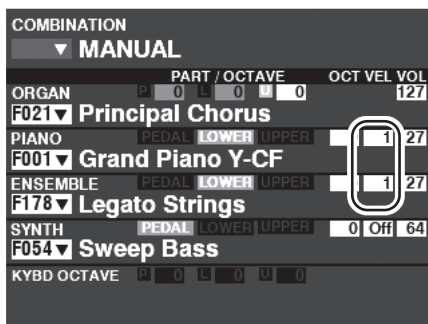 COMBINATION
▼ MANUAL
PART / OCTAVE OCT VEL VOL
ORGAN P 0 L 0 U 0 127
F021▼ Principal Chorus
PIANO PEDAL LOWER UPPER 1 27
F001▼ Grand Piano Y-CF
ENSEMBLE PEDAL LOWER UPPER 1 27
F178▼ Legato Strings
SYNTH PEDAL LOWER UPPER 0 Off 64
F054▼ Sweep Bass
KYBD OCTAVE P 0 L 0 U 0